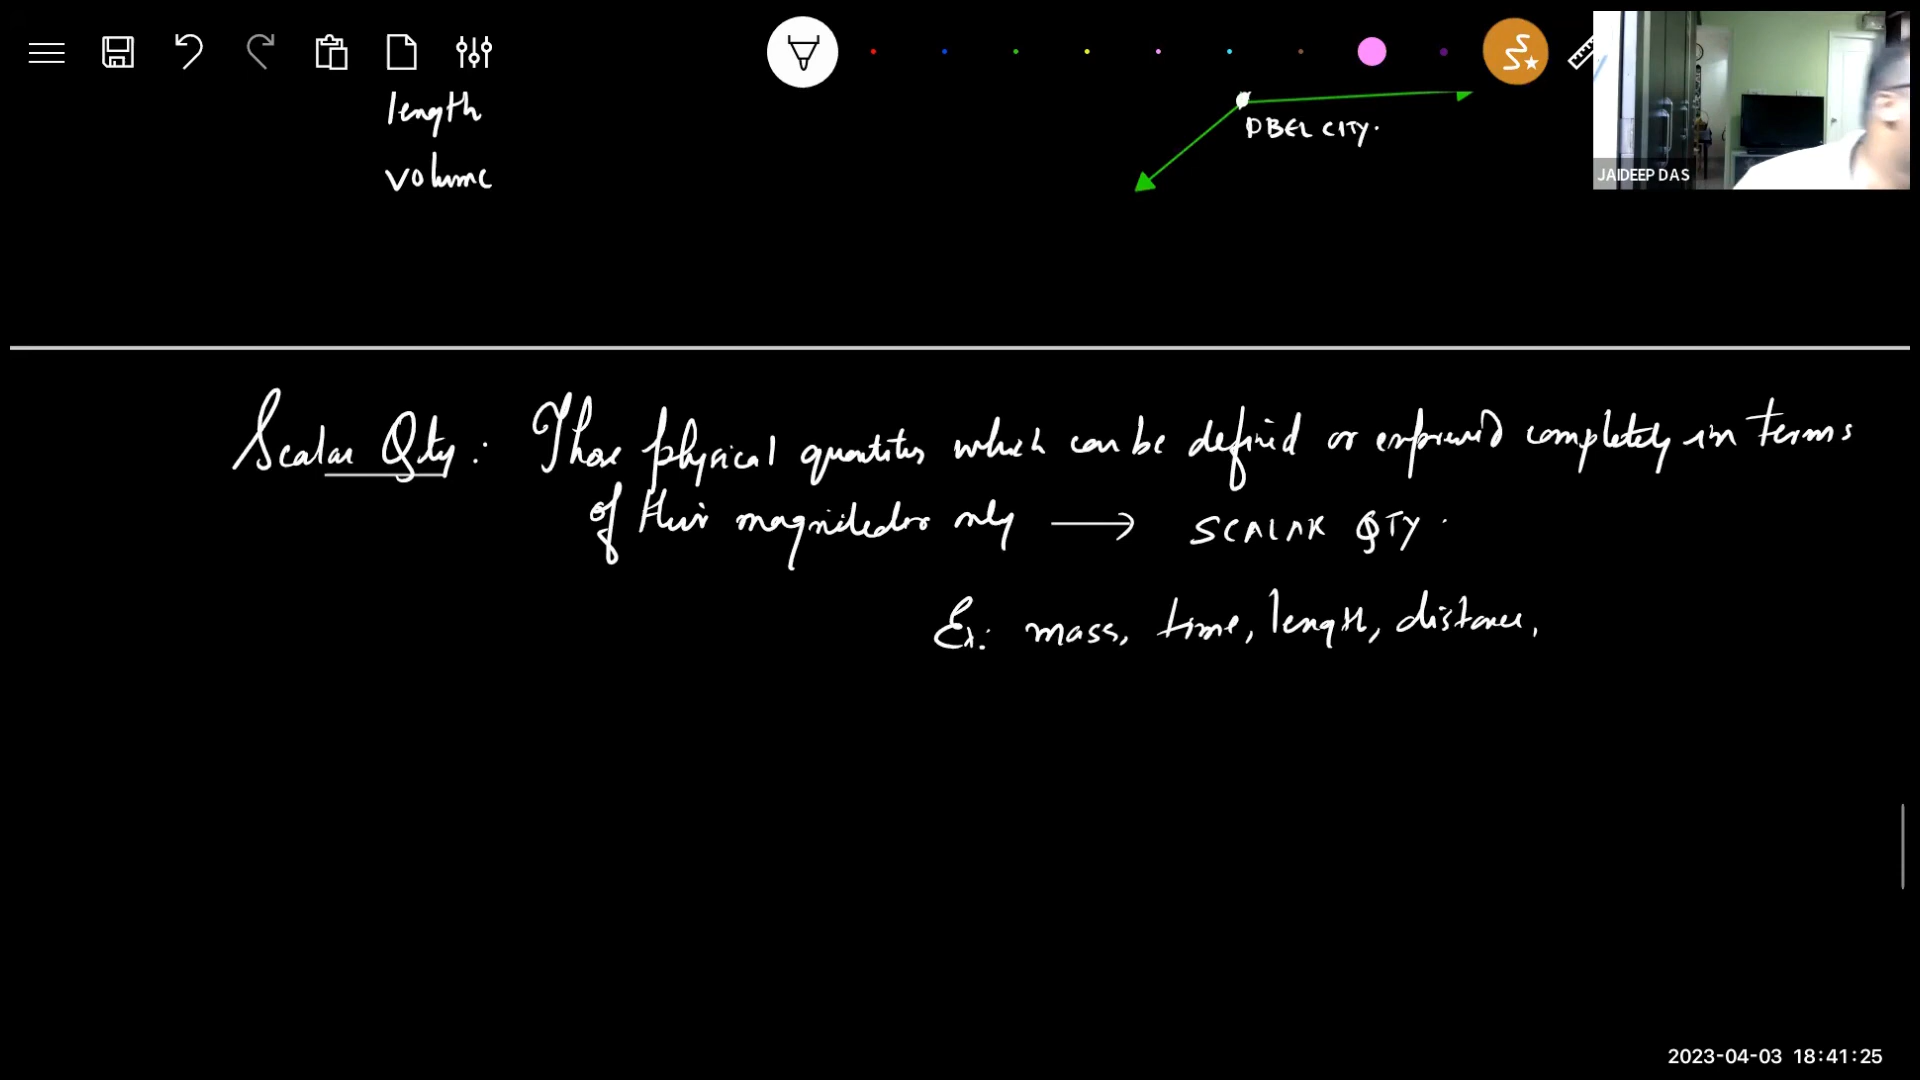 length
DBEL CITY.
JAIDEEP DAS
volume
Scalar Qty: Those physical quantities which can be defined or expressed completely in terms
of their magnitudes only → SCALAR QTY.
Ex: mass, time, length, distance,
2023-04-03 18:41:25